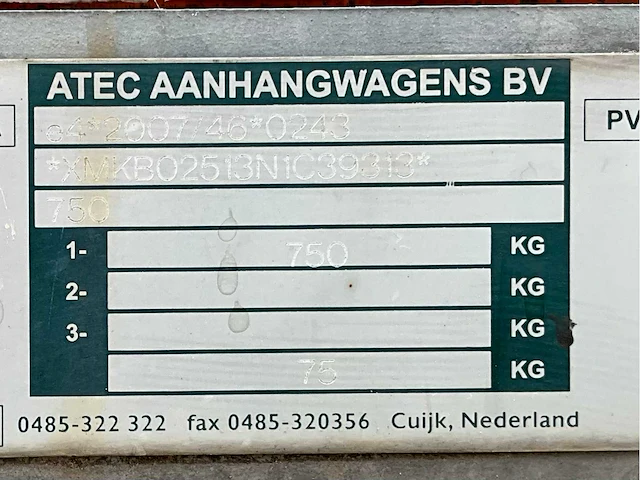 ATEC AANHANGWAGENS BV
e4*2007/46*0243
*XMKB02513N1C39313*
PV
750
1- 750 KG
2- KG
3- KG
75 KG
0485-322 322 fax 0485-320356 Cuijk, Nederland